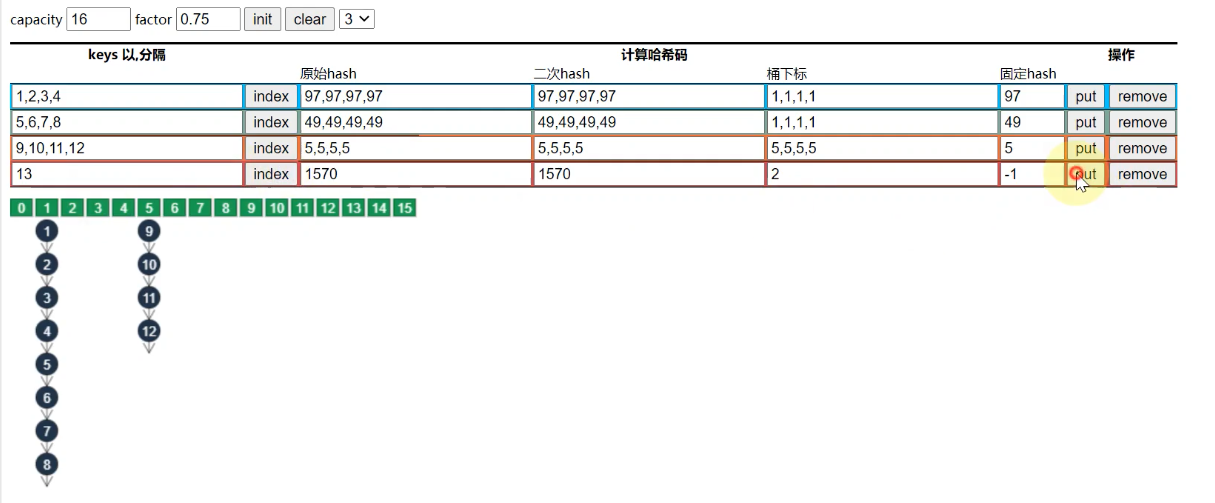 capacity 16 factor 0.75 init clear 3
keys 以,分隔 计算哈希码 操作
原始hash 二次hash 桶下标 固定hash
1,2,3,4 index 97,97,97,97 97,97,97,97 1,1,1,1 97 put remove
5,6,7,8 index 49,49,49,49 49,49,49,49 1,1,1,1 49 put remove
9,10,11,12 index 5,5,5,5 5,5,5,5 5,5,5,5 5 put remove
13 index 1570 1570 2 -1 put remove
0 1 2 3 4 5 6 7 8 9 10 11 12 13 14 15
1 9
2 10
3 11
4 12
5
6
7
8